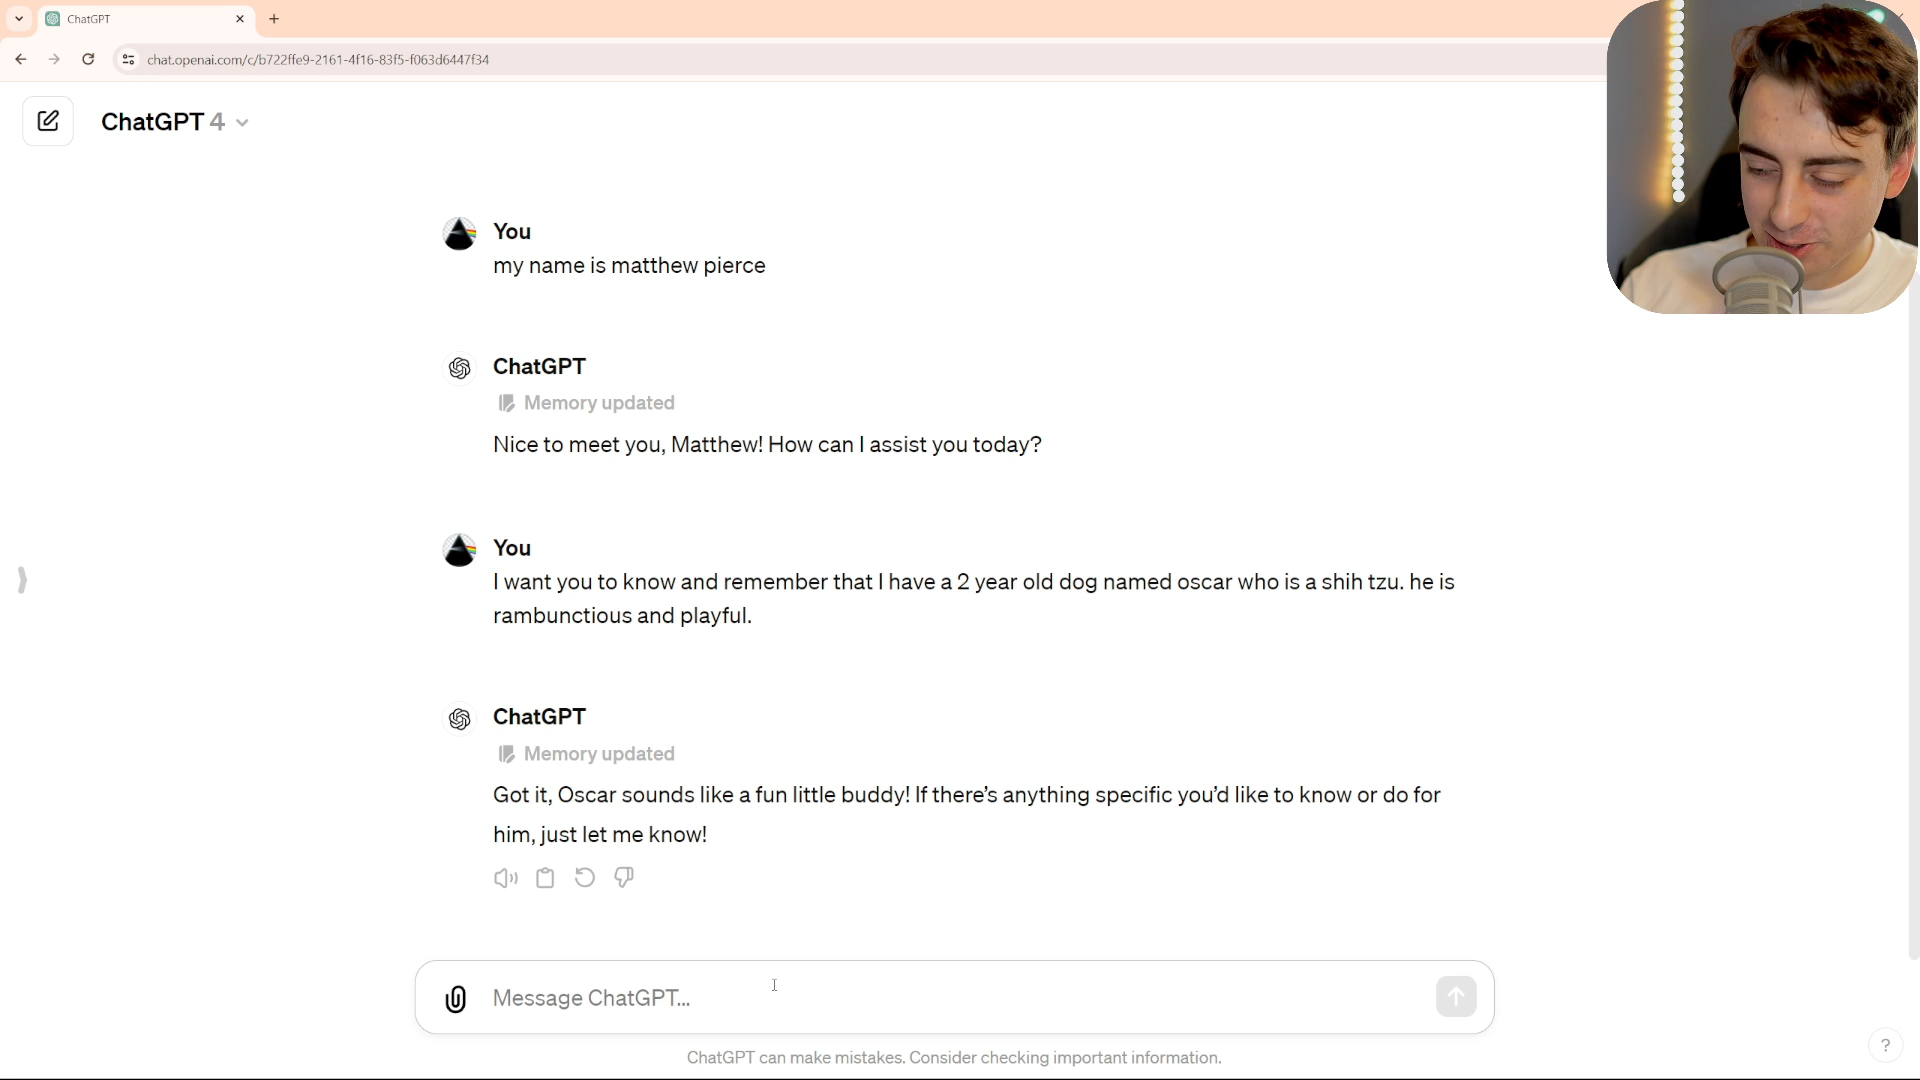 ChatGPT
chat.openai.com/c/b722ffe9-2161-4f16-83f5-f063d6447f34
ChatGPT 4
You
my name is matthew pierce
ChatGPT
Memory updated
Nice to meet you, Matthew! How can I assist you today?
You
I want you to know and remember that I have a 2 year old dog named oscar who is a shih tzu. he is
rambunctious and playful.
ChatGPT
Memory updated
Got it, Oscar sounds like a fun little buddy! If there’s anything specific you’d like to know or do for
him, just let me know!
Message ChatGPT...
ChatGPT can make mistakes. Consider checking important information.
?